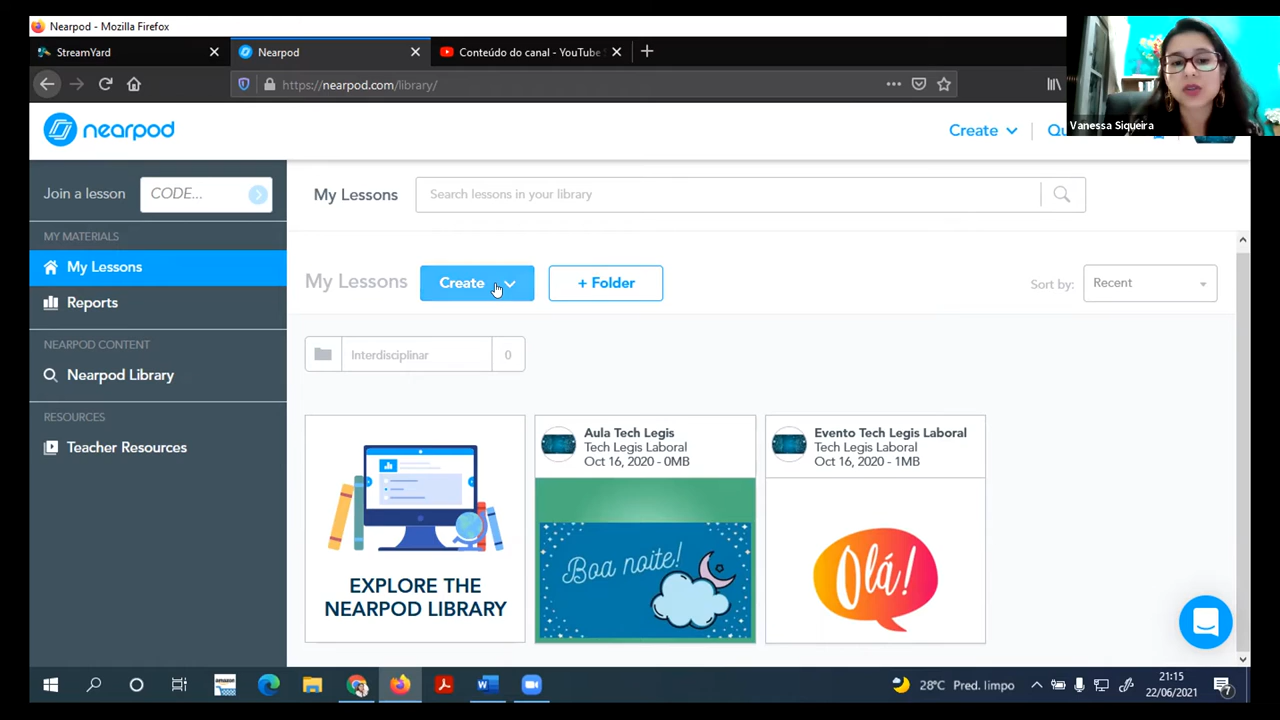 Nearpod - Mozilla Firefox
StreamYard
Nearpod
Conteúdo do canal - YouTube
https://nearpod.com/library/
Vanessa Siqueira
nearpod
Create
Join a lesson
CODE...
My Lessons
Search lessons in your library
MY MATERIALS
My Lessons
Reports
NEARPOD CONTENT
Nearpod Library
RESOURCES
Teacher Resources
My Lessons
Create
+ Folder
Sort by:
Recent
Interdisciplinar
0
EXPLORE THE
NEARPOD LIBRARY
Aula Tech Legis
Tech Legis Laboral
Oct 16, 2020 - 0MB
Boa noite!
Evento Tech Legis Laboral
Tech Legis Laboral
Oct 16, 2020 - 1MB
Olá!
28°C Pred. limpo
21:15
22/06/2021
7